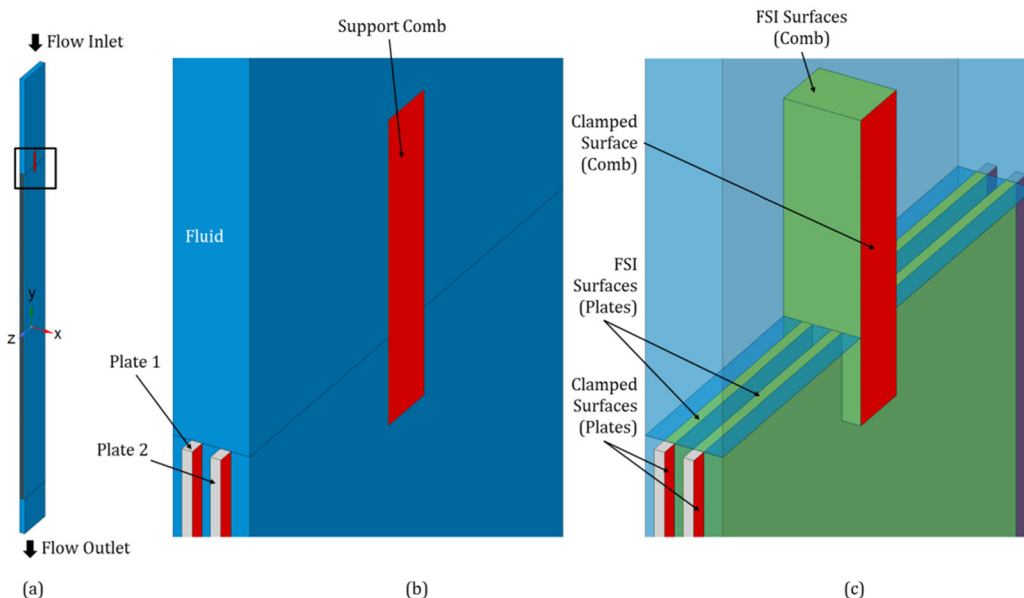 Flow Inlet
y
z
x
Flow Outlet
(a)
Support Comb
Fluid
Plate 1
Plate 2
(b)
FSI Surfaces
(Comb)
Clamped
Surface
(Comb)
FSI
Surfaces
(Plates)
Clamped
Surfaces
(Plates)
(c)